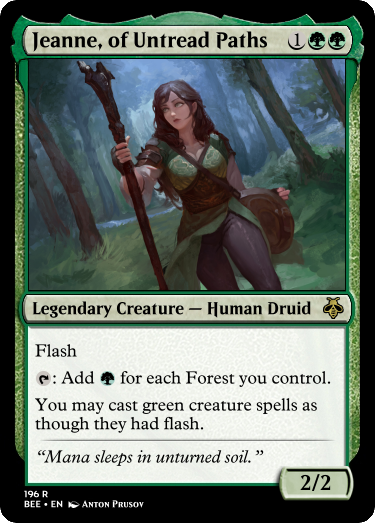 Jeanne, of Untread Paths 1
Legendary Creature — Human Druid
Flash
: Add for each Forest you control.
You may cast green creature spells as
though they had flash.
“Mana sleeps in unturned soil.”
2/2
196 R
BEE • EN Anton Prusov